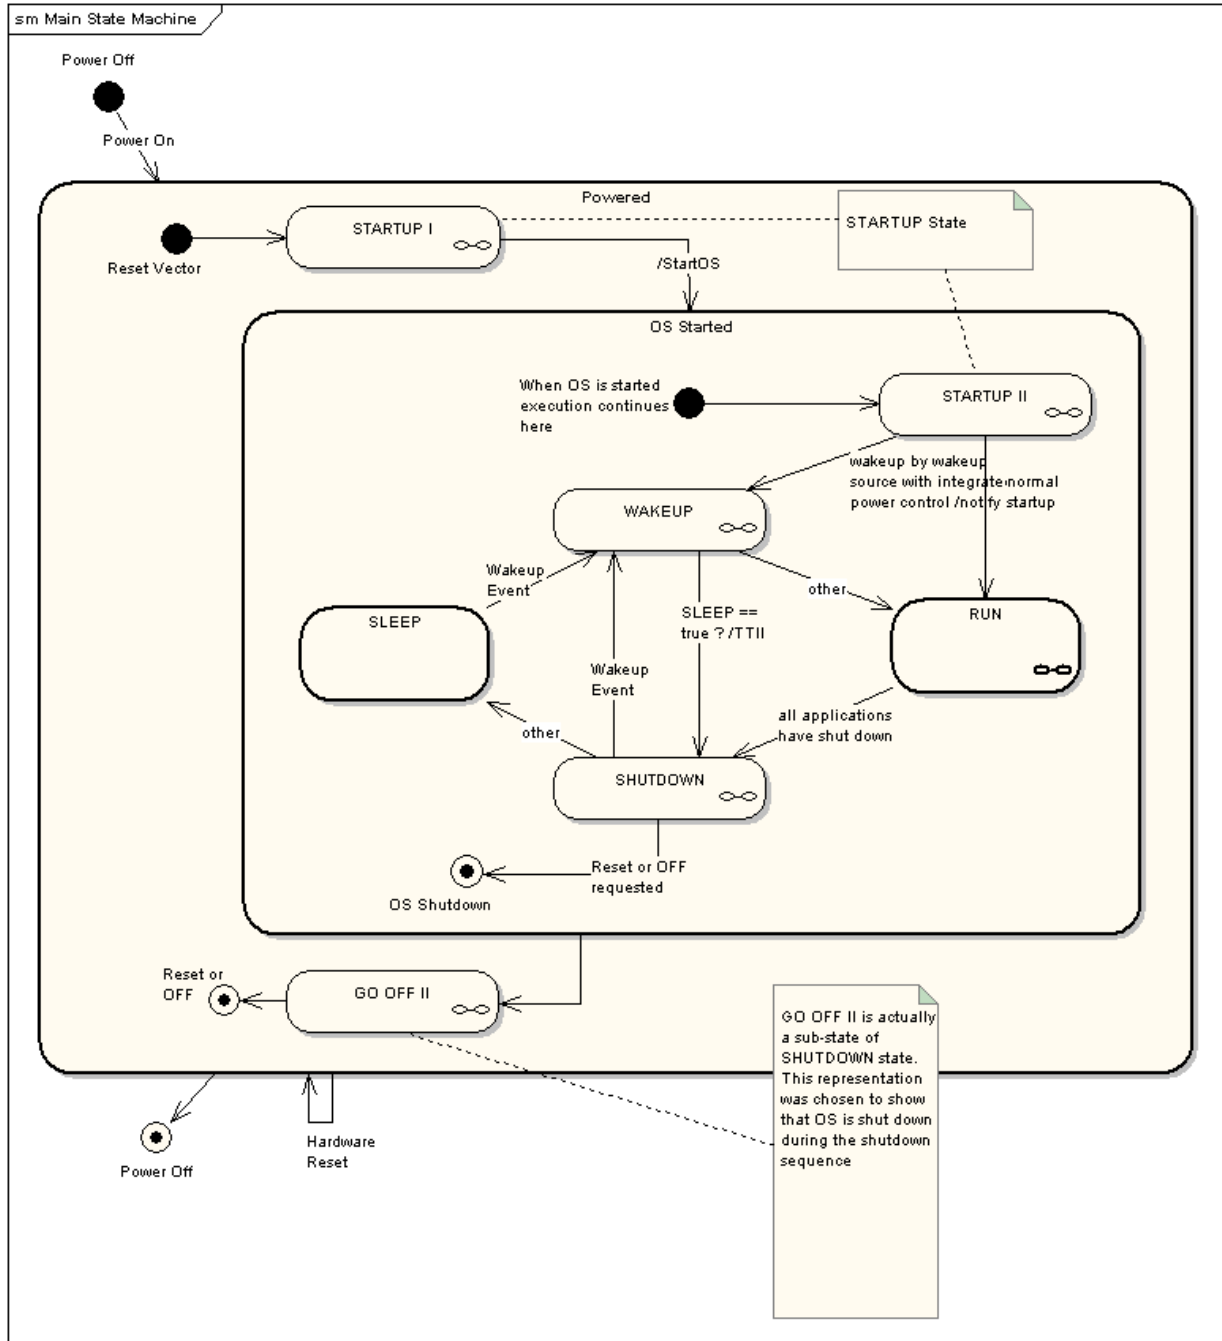 sm Main State Machine
Power Off
Power On
Powered
STARTUP I
STARTUP State
Reset Vector
/StartOS
OS Started
When OS is started
execution continues
here
STARTUP II
wakeup by wakeup
source with integrate
normal
power control /notify startup
WAKEUP
Wakeup
Event
other
SLEEP
SLEEP ==
true ? /TTII
RUN
Wakeup
Event
other
all applications
have shut down
SHUTDOWN
Reset or OFF
requested
OS Shutdown
Reset or
OFF
GO OFF II
GO OFF II is actually
a sub-state of
SHUTDOWN state.
This representation
was chosen to show
that OS is shut down
during the shutdown
sequence
Hardware
Reset
Power Off